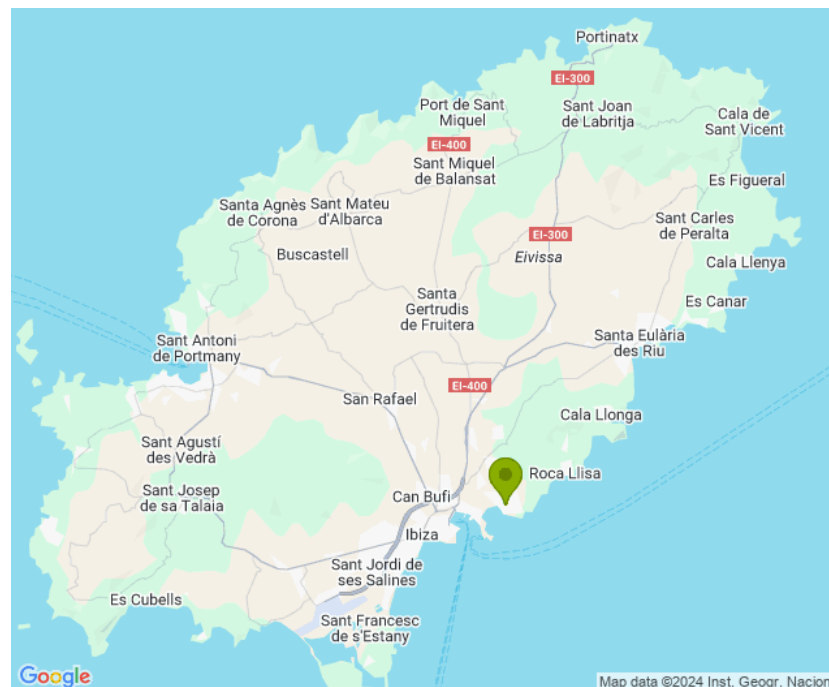 Portinatx
EI-300
Port de Sant
Miquel
Sant Joan
de Labritja
Cala de
Sant Vicent
EI-400
Sant Miquel
de Balansat
Es Figueral
Santa Agnès
de Corona
Sant Mateu
d'Albarca
Sant Carles
de Peralta
EI-300
Buscastell
Eivissa
Cala Llenya
Santa
Gertrudis
de Fruitera
Es Canar
Sant Antoni
de Portmany
Santa Eulària
des Riu
EI-400
San Rafael
Cala Llonga
Sant Agustí
des Vedrà
Roca Llisa
Sant Josep
de sa Talaia
Can Bufi
Ibiza
Sant Jordi de
ses Salines
Es Cubells
Sant Francesc
de s'Estany
Google
Map data ©2024 Inst. Geogr. Nacion